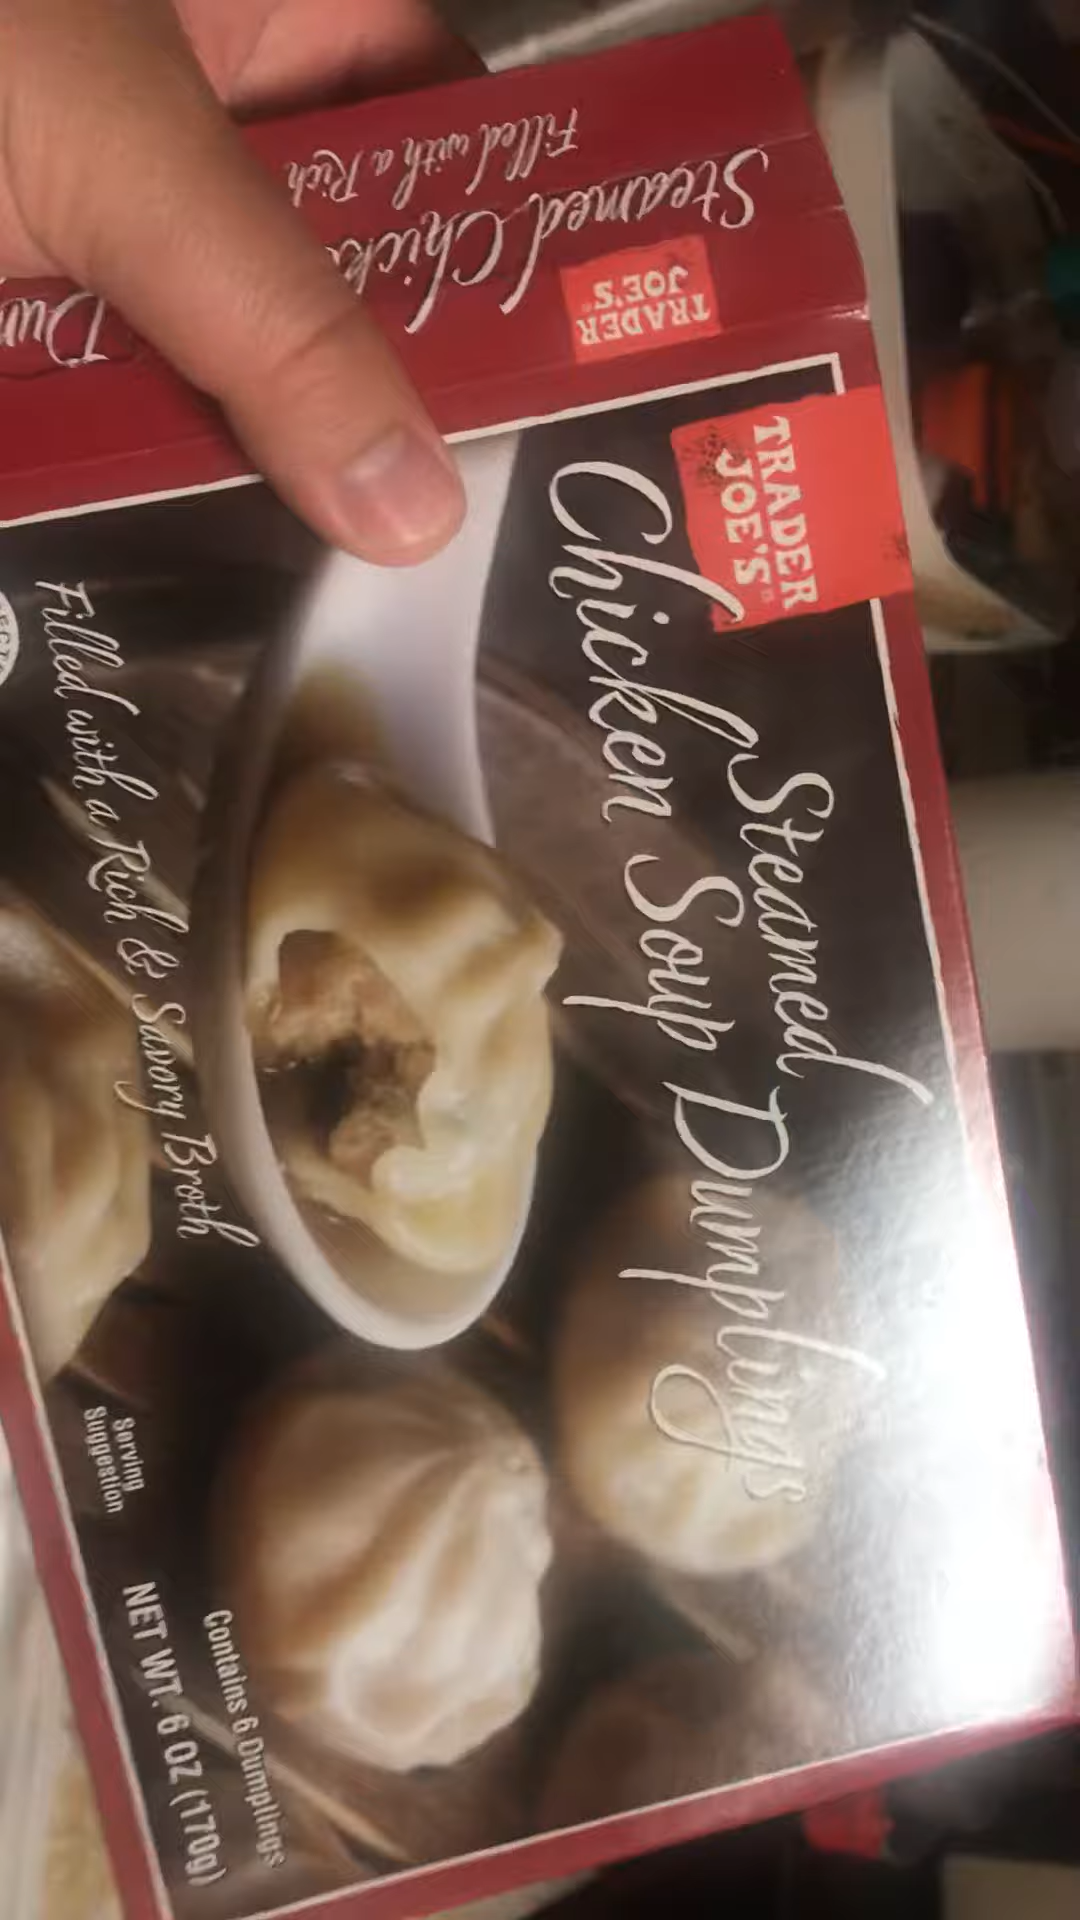 Steamed Chick
Filled with a Rich
TRADER
JOE'S
TRADER
JOE'S
Steamed
Chicken Soup Dumplings
Filled with a Rich & Savory Broth
Serving
Suggestion
Contains 6 Dumplings
NET WT. 6 OZ (170g)